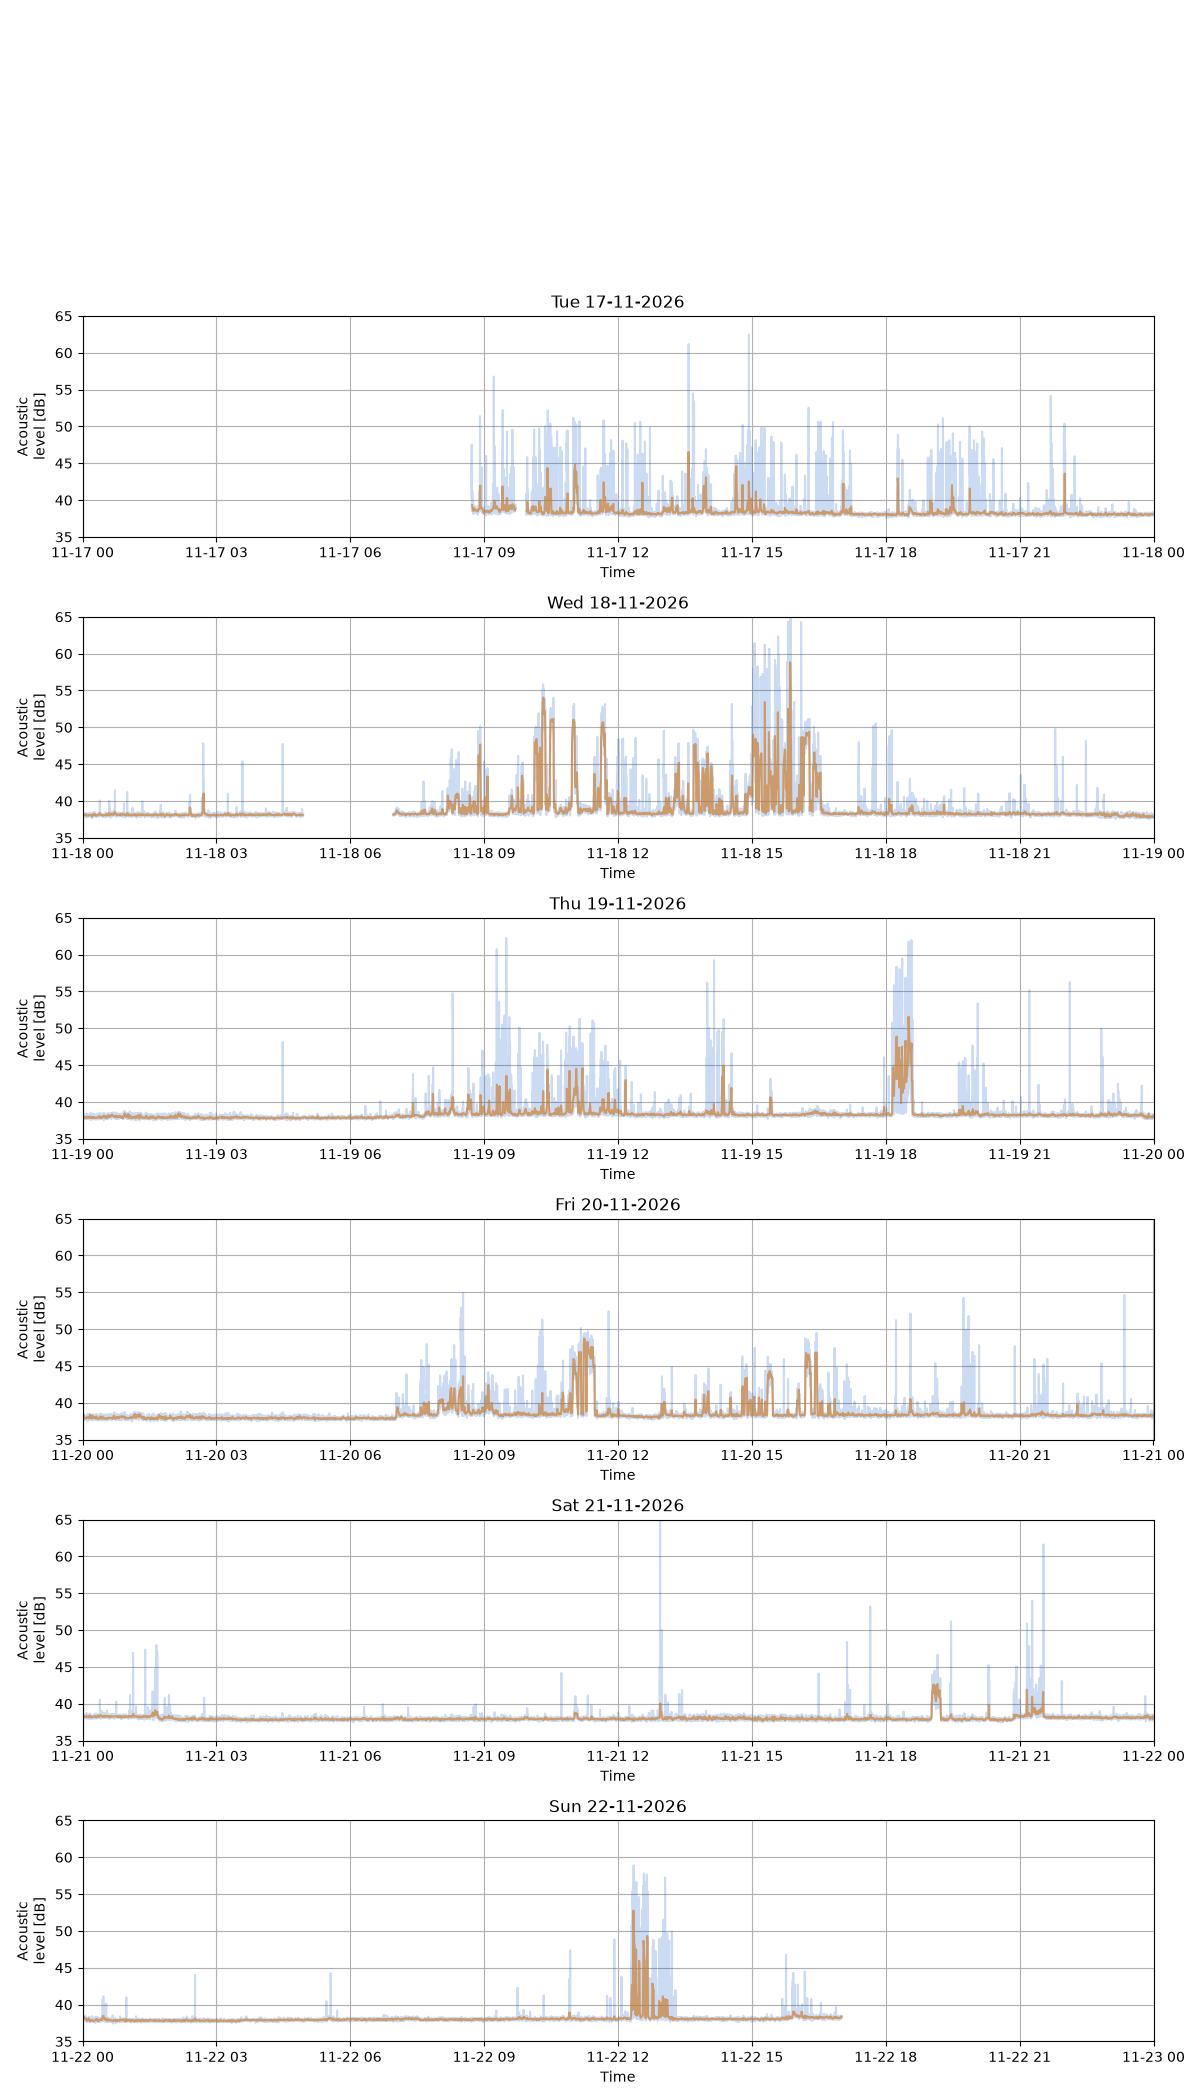 Tue 17-11-2026
65
60
55
50
45
40
35
Acoustic
level [dB]
11-17 00 11-17 03 11-17 06 11-17 09 11-17 12 11-17 15 11-17 18 11-17 21 11-18 00
Time
Wed 18-11-2026
65
60
55
50
45
40
35
Acoustic
level [dB]
11-18 00 11-18 03 11-18 06 11-18 09 11-18 12 11-18 15 11-18 18 11-18 21 11-19 00
Time
Thu 19-11-2026
65
60
55
50
45
40
35
Acoustic
level [dB]
11-19 00 11-19 03 11-19 06 11-19 09 11-19 12 11-19 15 11-19 18 11-19 21 11-20 00
Time
Fri 20-11-2026
65
60
55
50
45
40
35
Acoustic
level [dB]
11-20 00 11-20 03 11-20 06 11-20 09 11-20 12 11-20 15 11-20 18 11-20 21 11-21 00
Time
Sat 21-11-2026
65
60
55
50
45
40
35
Acoustic
level [dB]
11-21 00 11-21 03 11-21 06 11-21 09 11-21 12 11-21 15 11-21 18 11-21 21 11-22 00
Time
Sun 22-11-2026
65
60
55
50
45
40
35
Acoustic
level [dB]
11-22 00 11-22 03 11-22 06 11-22 09 11-22 12 11-22 15 11-22 18 11-22 21 11-23 00
Time